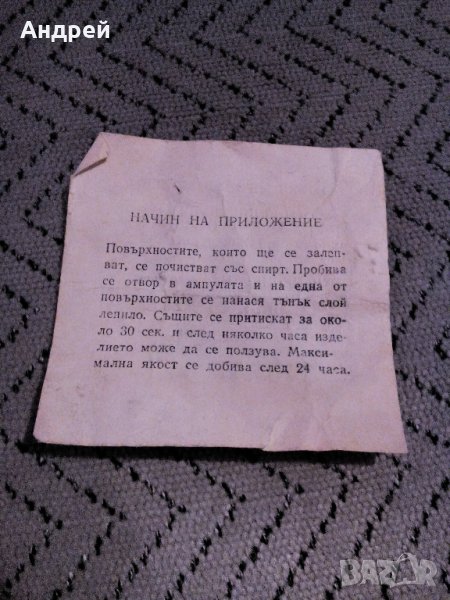 Андрей
НАЧИН НА ПРИЛОЖЕНИЕ
Повърхностите, които ще се залеп-
ват, се почистват със спирт. Пробива
се отвор в ампулата и на една от
повърхностите се нанася тънък слой
лепило. Същите се притискат за око-
ло 30 сек. и след няколко часа изде-
лието може да се ползува. Макси-
мална якост се добива след 24 часа.
BAZAR